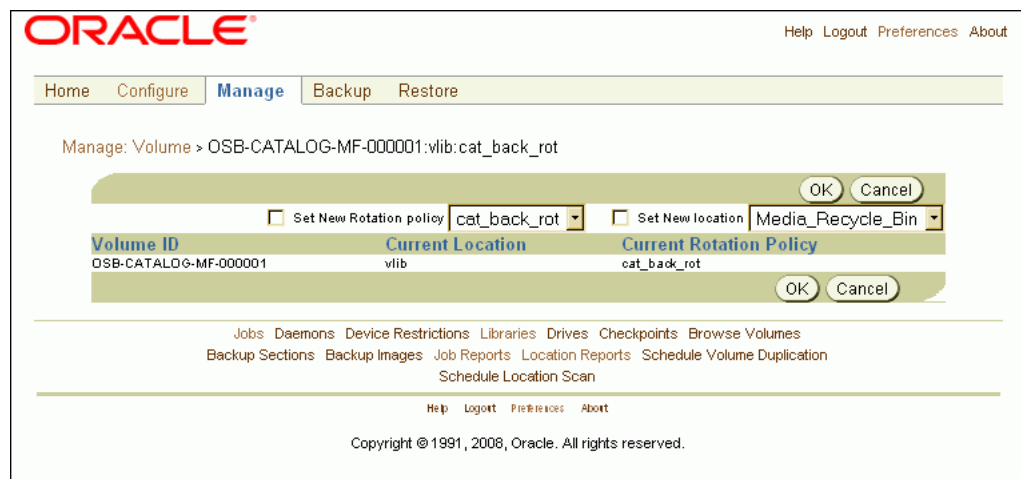 ORACLE
Help Logout Preferences About
Home Configure Manage Backup Restore
Manage: Volume > OSB-CATALOG-MF-000001:vlib:cat_back_rot
OK Cancel
Set New Rotation policy cat_back_rot Set New location Media_Recycle_Bin
Volume ID Current Location Current Rotation Policy
OSB-CATALOG-MF-000001 vlib cat_back_rot
OK Cancel
Jobs Daemons Device Restrictions Libraries Drives Checkpoints Browse Volumes
Backup Sections Backup Images Job Reports Location Reports Schedule Volume Duplication
Schedule Location Scan
Help Logout Preferences About
Copyright © 1991, 2008, Oracle. All rights reserved.